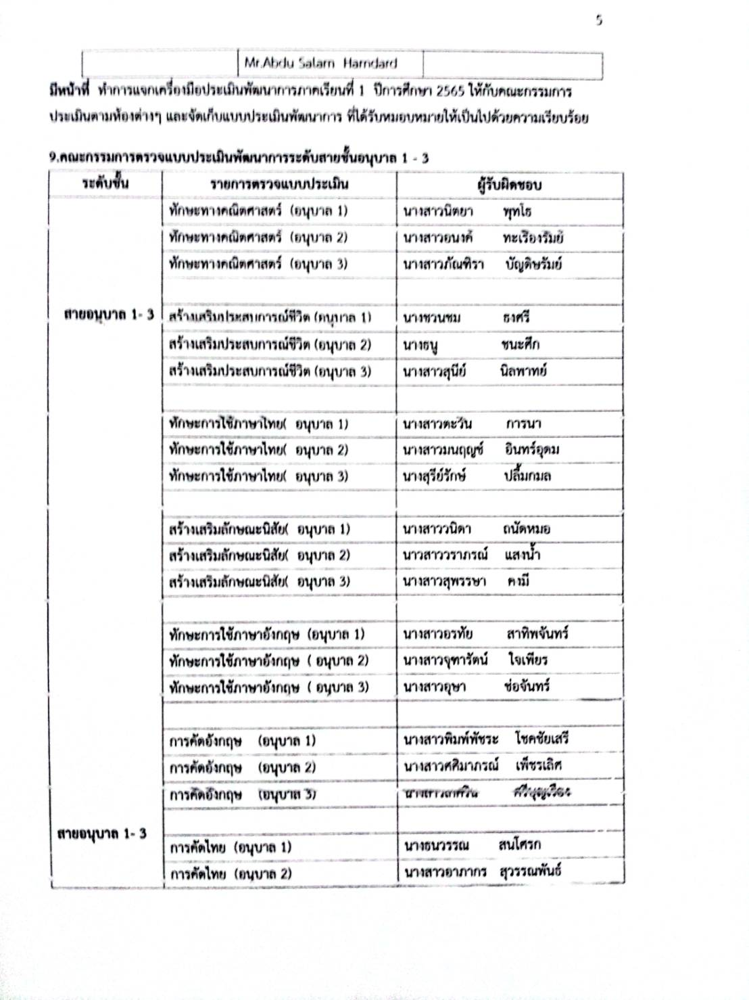 5
Mr.Abdu Salam Hamdard
มีหน้าที่ ทำการแจกเครื่องมือประเมินพัฒนาการภาคเรียนที่ 1 ปีการศึกษา 2565 ให้กับคณะกรรมการ
ประเมินตามห้องต่างๆ และจัดเก็บแบบประเมินพัฒนาการ ที่ได้รับหมอบหมายให้เป็นไปด้วยความเรียบร้อย
9.คณะกรรมการตรวจแบบประเมินพัฒนาการระดับสายชั้นอนุบาล 1 - 3
ระดับชั้น รายการตรวจแบบประเมิน ผู้รับผิดชอบ
ทักษะทางคณิตศาสตร์ (อนุบาล 1) นางสาวนิตยา พุทโธ
ทักษะทางคณิตศาสตร์ (อนุบาล 2) นางสาวอนงค์ ทะเรืองรัมย์
ทักษะทางคณิตศาสตร์ (อนุบาล 3) นางสาวภัณฑิรา บัญดิษรัมย์
สายอนุบาล 1- 3 สร้างเสริมประสบการณ์ชีวิต (อนุบาล 1) นางชวนชม ธงศรี
สร้างเสริมประสบการณ์ชีวิต (อนุบาล 2) นางธนู ชนะศึก
สร้างเสริมประสบการณ์ชีวิต (อนุบาล 3) นางสาวสุนีย์ นิลพาทย์
ทักษะการใช้ภาษาไทย( อนุบาล 1) นางสาวตะวัน การนา
ทักษะการใช้ภาษาไทย( อนุบาล 2) นางสาวมนฤญช์ อินทร์อุดม
ทักษะการใช้ภาษาไทย( อนุบาล 3) นางสุรีย์รักษ์ ปลื้มกมล
สร้างเสริมลักษณะนิสัย( อนุบาล 1) นางสาววนิดา ถนัดหมอ
สร้างเสริมลักษณะนิสัย( อนุบาล 2) นาวสาววราภรณ์ แสงน้ำ
สร้างเสริมลักษณะนิสัย( อนุบาล 3) นางสาวสุพรรษา คงมี
ทักษะการใช้ภาษาอังกฤษ (อนุบาล 1) นางสาวอรทัย สาทิพจันทร์
ทักษะการใช้ภาษาอังกฤษ ( อนุบาล 2) นางสาวจุฑารัตน์ ใจเพียร
ทักษะการใช้ภาษาอังกฤษ ( อนุบาล 3) นางสาวอุษา ช่อจันทร์
การคัดอังกฤษ (อนุบาล 1) นางสาวพิมพ์พัชระ โชคชัยเสรี
การคัดอังกฤษ (อนุบาล 2) นางสาวศศิมาภรณ์ เพ็ชรเลิศ
การคัดอังกฤษ (อนุบาล 3) ศรีบุญเรือง
สายอนุบาล 1- 3
การคัดไทย (อนุบาล 1) นางธนวรรณ สนโศรก
การคัดไทย (อนุบาล 2) นางสาวอาภากร สุวรรณพันธ์